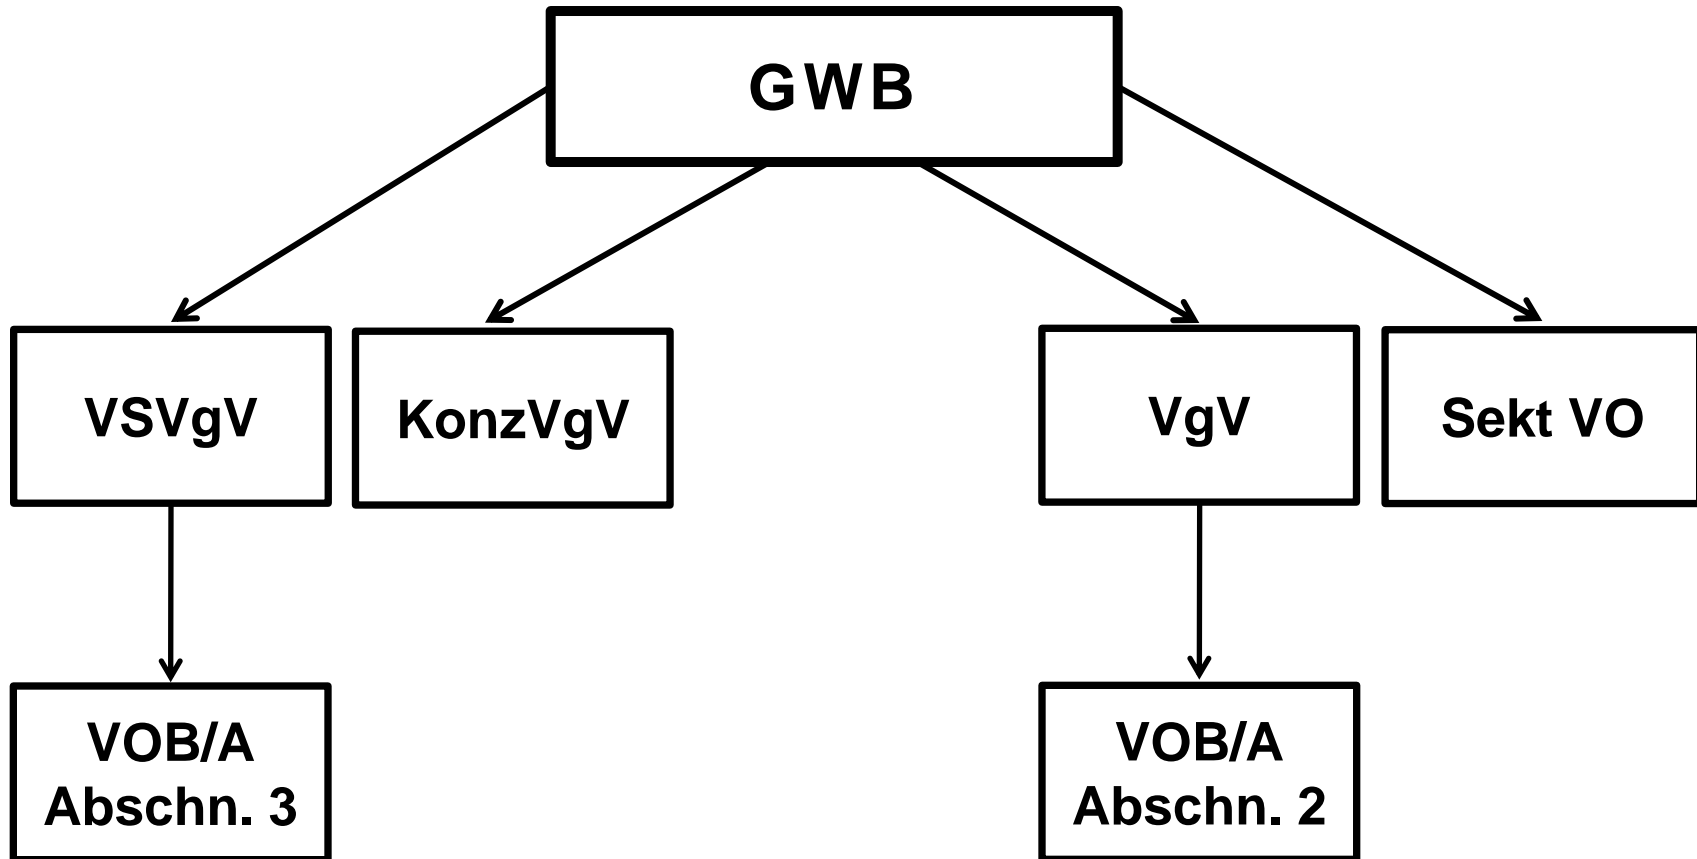 GWB
VSVgV
KonzVgV
VgV
Sekt VO
VOB/A
Abschn. 3
VOB/A
Abschn. 2